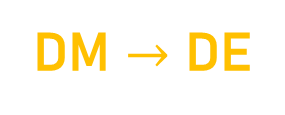 DM → DE